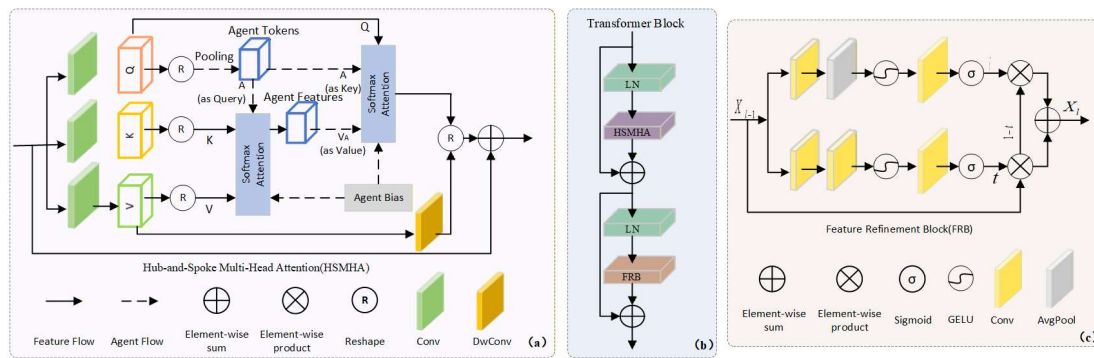 Agent Tokens
Q
Pooling
Q
R
A
(as Query)
A
(as Key)
Softmax
Attention
Agent Features
K
R
K
Softmax
Attention
VA
(as Value)
R
V
R
V
Agent Bias
Hub-and-Spoke Multi-Head Attention(HSMHA)
Feature Flow
Agent Flow
Element-wise
sum
Element-wise
product
R
Reshape
Conv
DwConv
(a)
Transformer Block
LN
HSMHA
LN
FRB
(b)
X_{i-1}
σ
1-t
X_i
σ
t
Feature Refinement Block(FRB)
Element-wise
sum
Element-wise
product
σ
Sigmoid
GELU
Conv
AvgPool
(c)